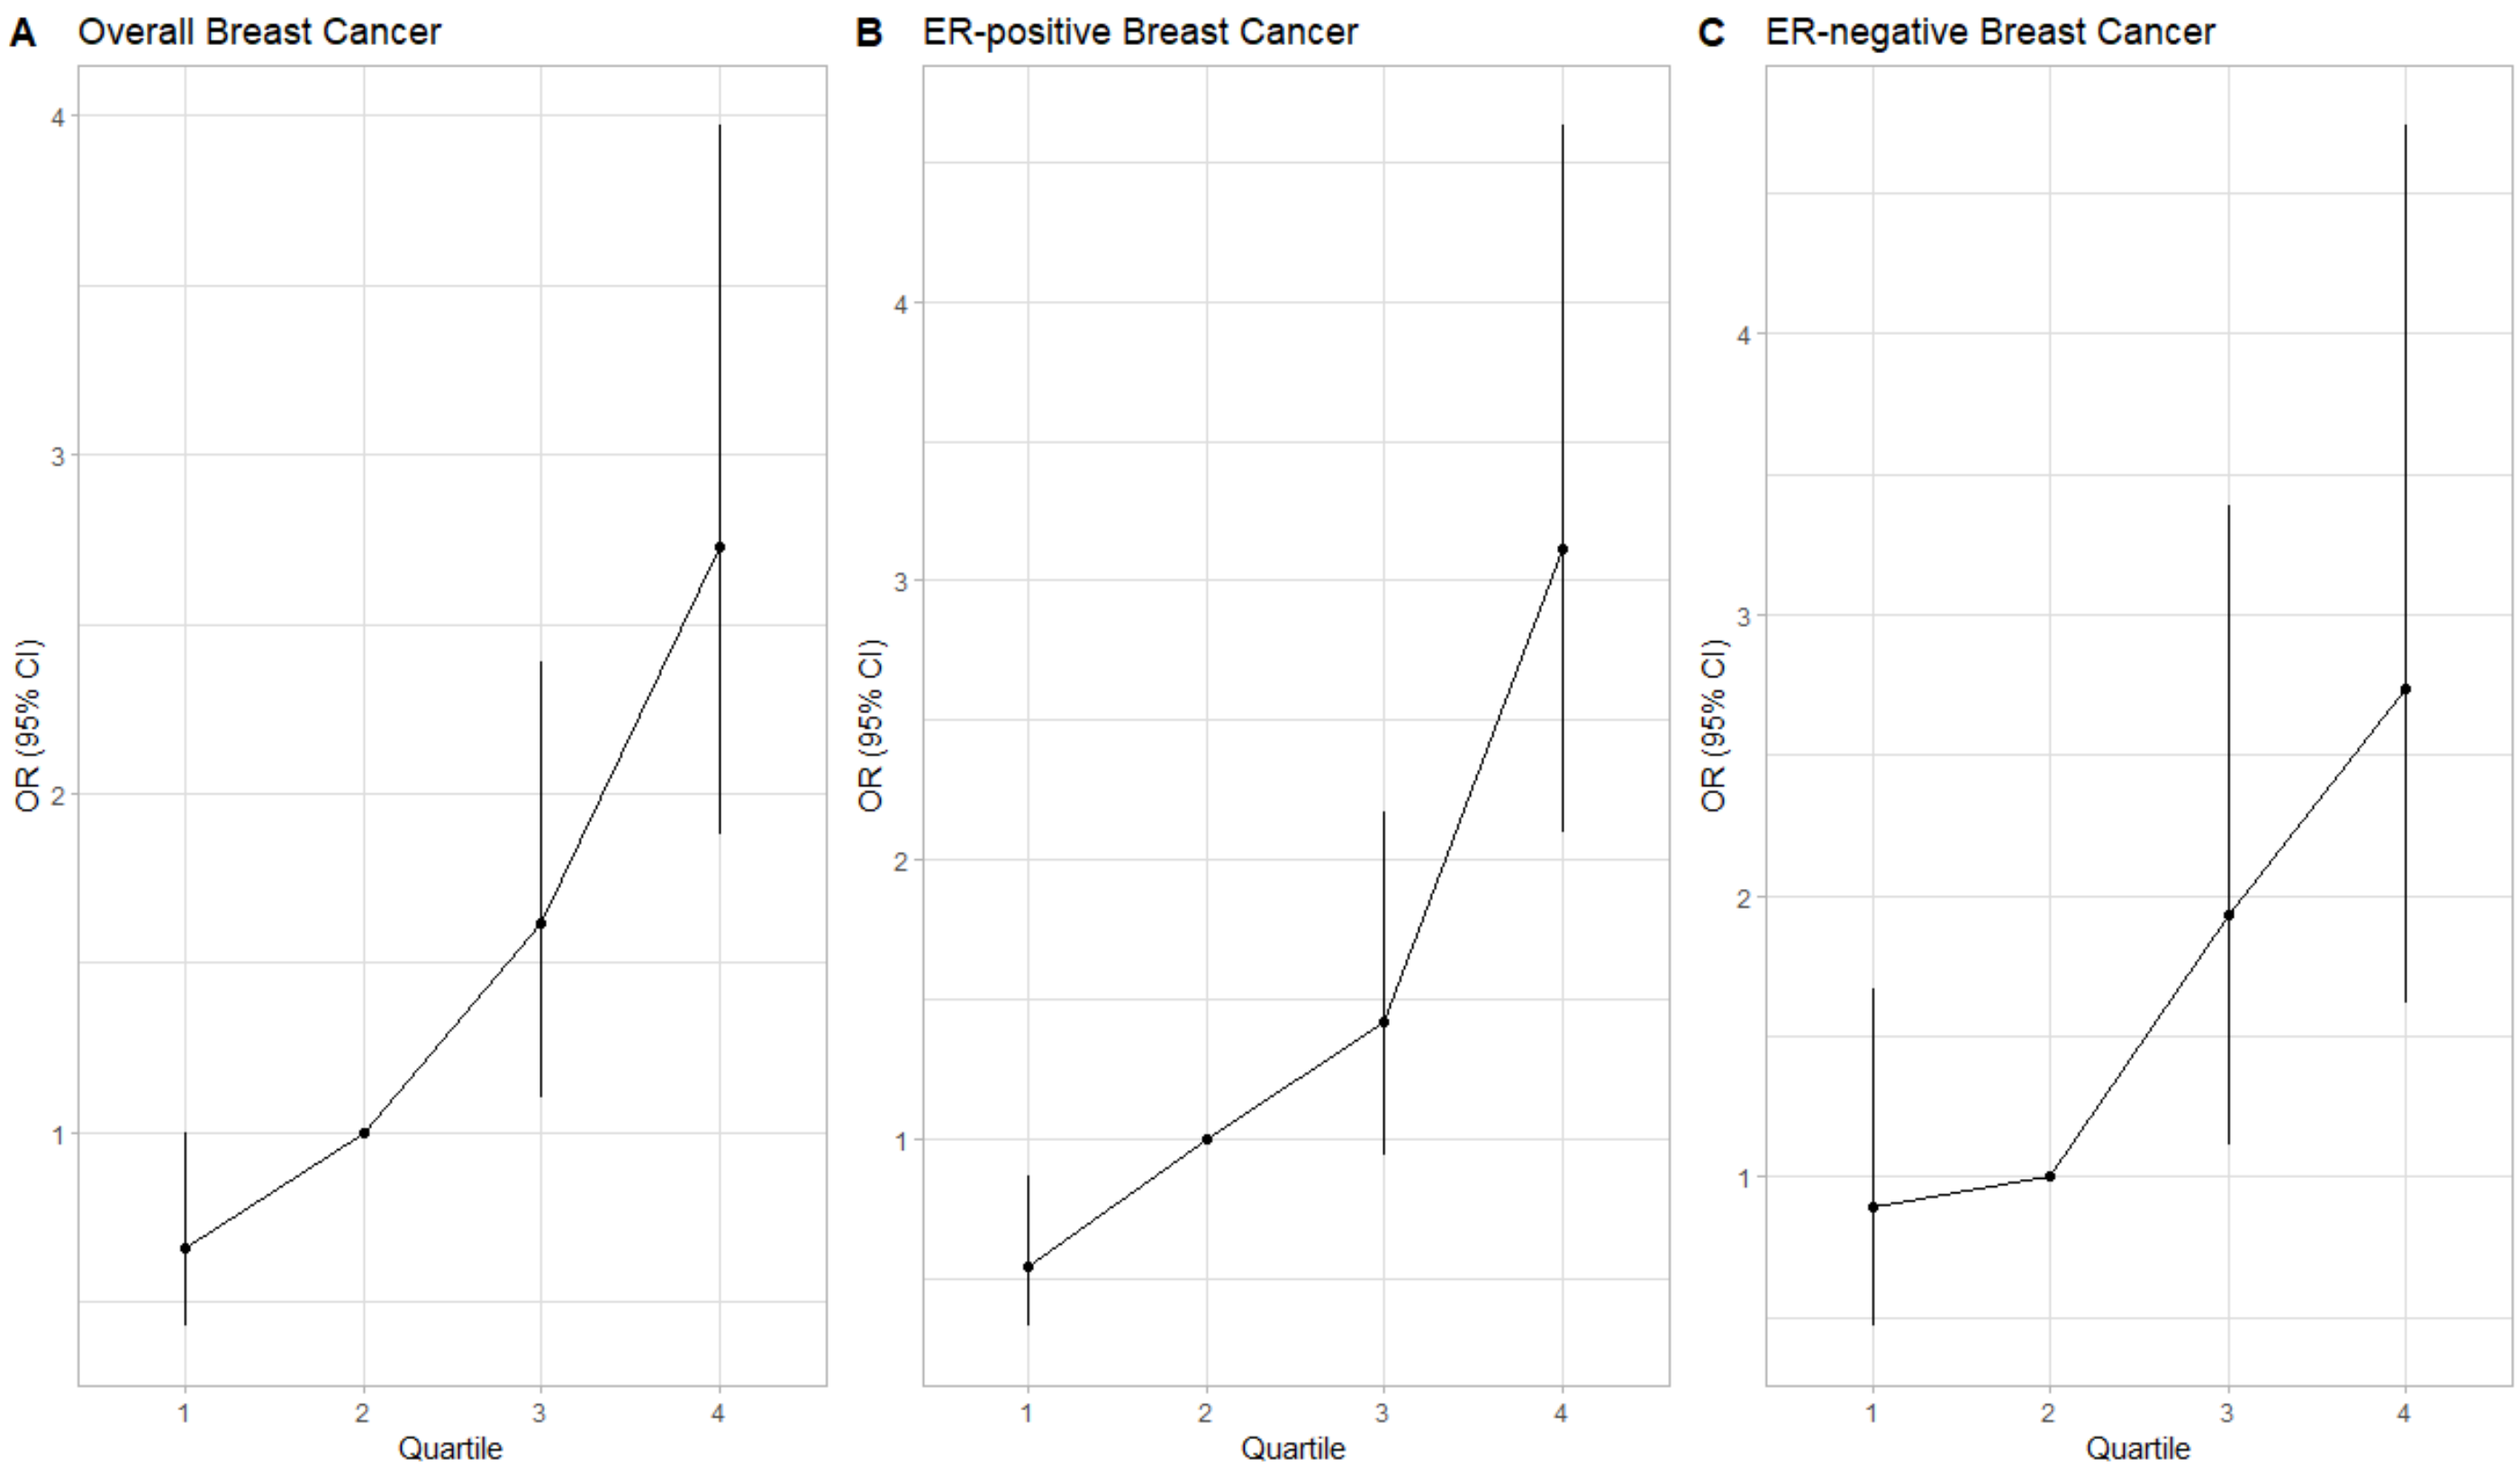 A Overall Breast Cancer
4
3
2
1
OR (95% CI)
1 2 3 4
Quartile
B ER-positive Breast Cancer
4
3
2
1
OR (95% CI)
1 2 3 4
Quartile
C ER-negative Breast Cancer
4
3
2
1
OR (95% CI)
1 2 3 4
Quartile